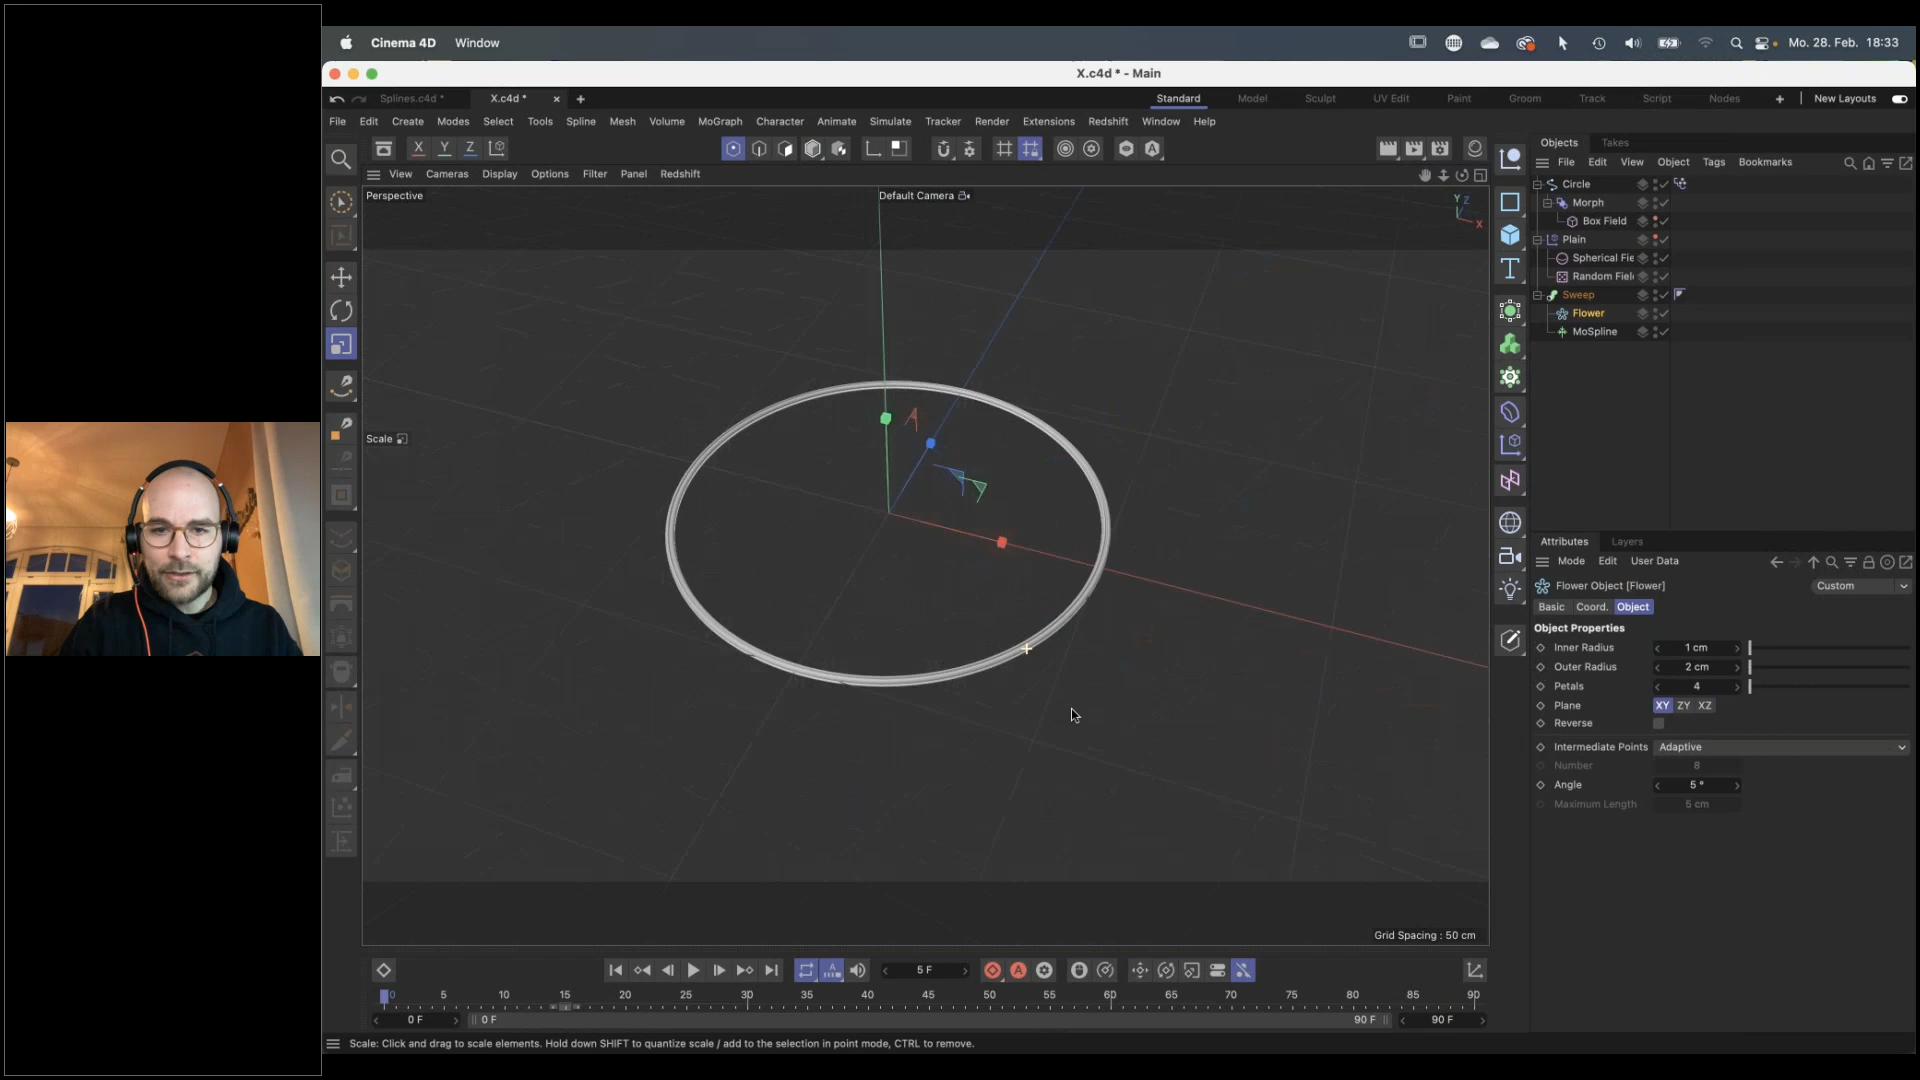 Cinema 4D Window
Mo. 28. Feb. 18:33
X.c4d * - Main
Splines.c4d *
X.c4d *
Standard
Model
Sculpt
UV Edit
Paint
Groom
Track
Script
Nodes
New Layouts
File Edit Create Modes Select Tools Spline Mesh Volume MoGraph Character Animate Simulate Tracker Render Extensions Redshift Window Help
X Y Z
View Cameras Display Options Filter Panel Redshift
Perspective
Default Camera
Y Z
X
Scale
Grid Spacing : 50 cm
Objects
Takes
File Edit View Object Tags Bookmarks
Circle
Morph
Box Field
Plain
Spherical Fie
Random Fiel
Sweep
Flower
MoSpline
Attributes
Layers
Mode Edit User Data
Flower Object [Flower]
Custom
Basic Coord. Object
Object Properties
Inner Radius 1 cm
Outer Radius 2 cm
Petals 4
Plane XY ZY XZ
Reverse
Intermediate Points Adaptive
Number 8
Angle 5 °
Maximum Length 5 cm
5 F
0 5 10 15 20 25 30 35 40 45 50 55 60 65 70 75 80 85 90
0 F
0 F
90 F
90 F
Scale: Click and drag to scale elements. Hold down SHIFT to quantize scale / add to the selection in point mode, CTRL to remove.